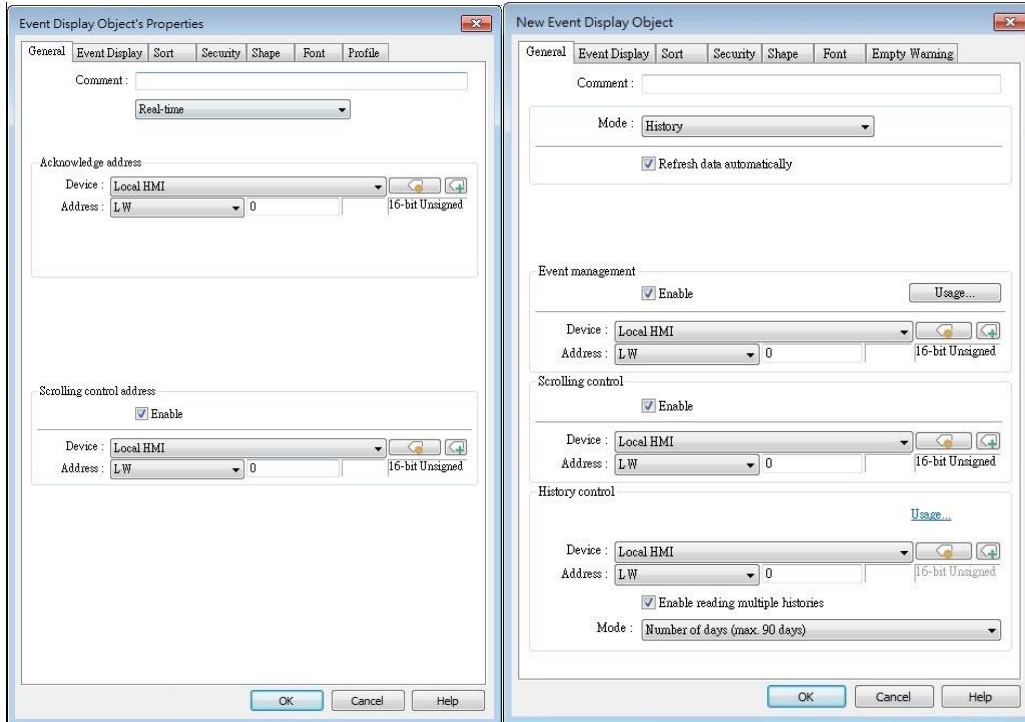 Event Display Object's Properties
General Event Display Sort Security Shape Font Profile
Comment :
Real-time
Acknowledge address
Device : Local HMI
Address : LW 0 16-bit Unsigned
Scrolling control address
Enable
Device : Local HMI
Address : LW 0 16-bit Unsigned
OK Cancel Help
New Event Display Object
General Event Display Sort Security Shape Font Empty Warning
Comment :
Mode : History
Refresh data automatically
Event management
Enable Usage...
Device : Local HMI
Address : LW 0 16-bit Unsigned
Scrolling control
Enable
Device : Local HMI
Address : LW 0 16-bit Unsigned
History control
Usage...
Device : Local HMI
Address : LW 0 16-bit Unsigned
Enable reading multiple histories
Mode : Number of days (max. 90 days)
OK Cancel Help